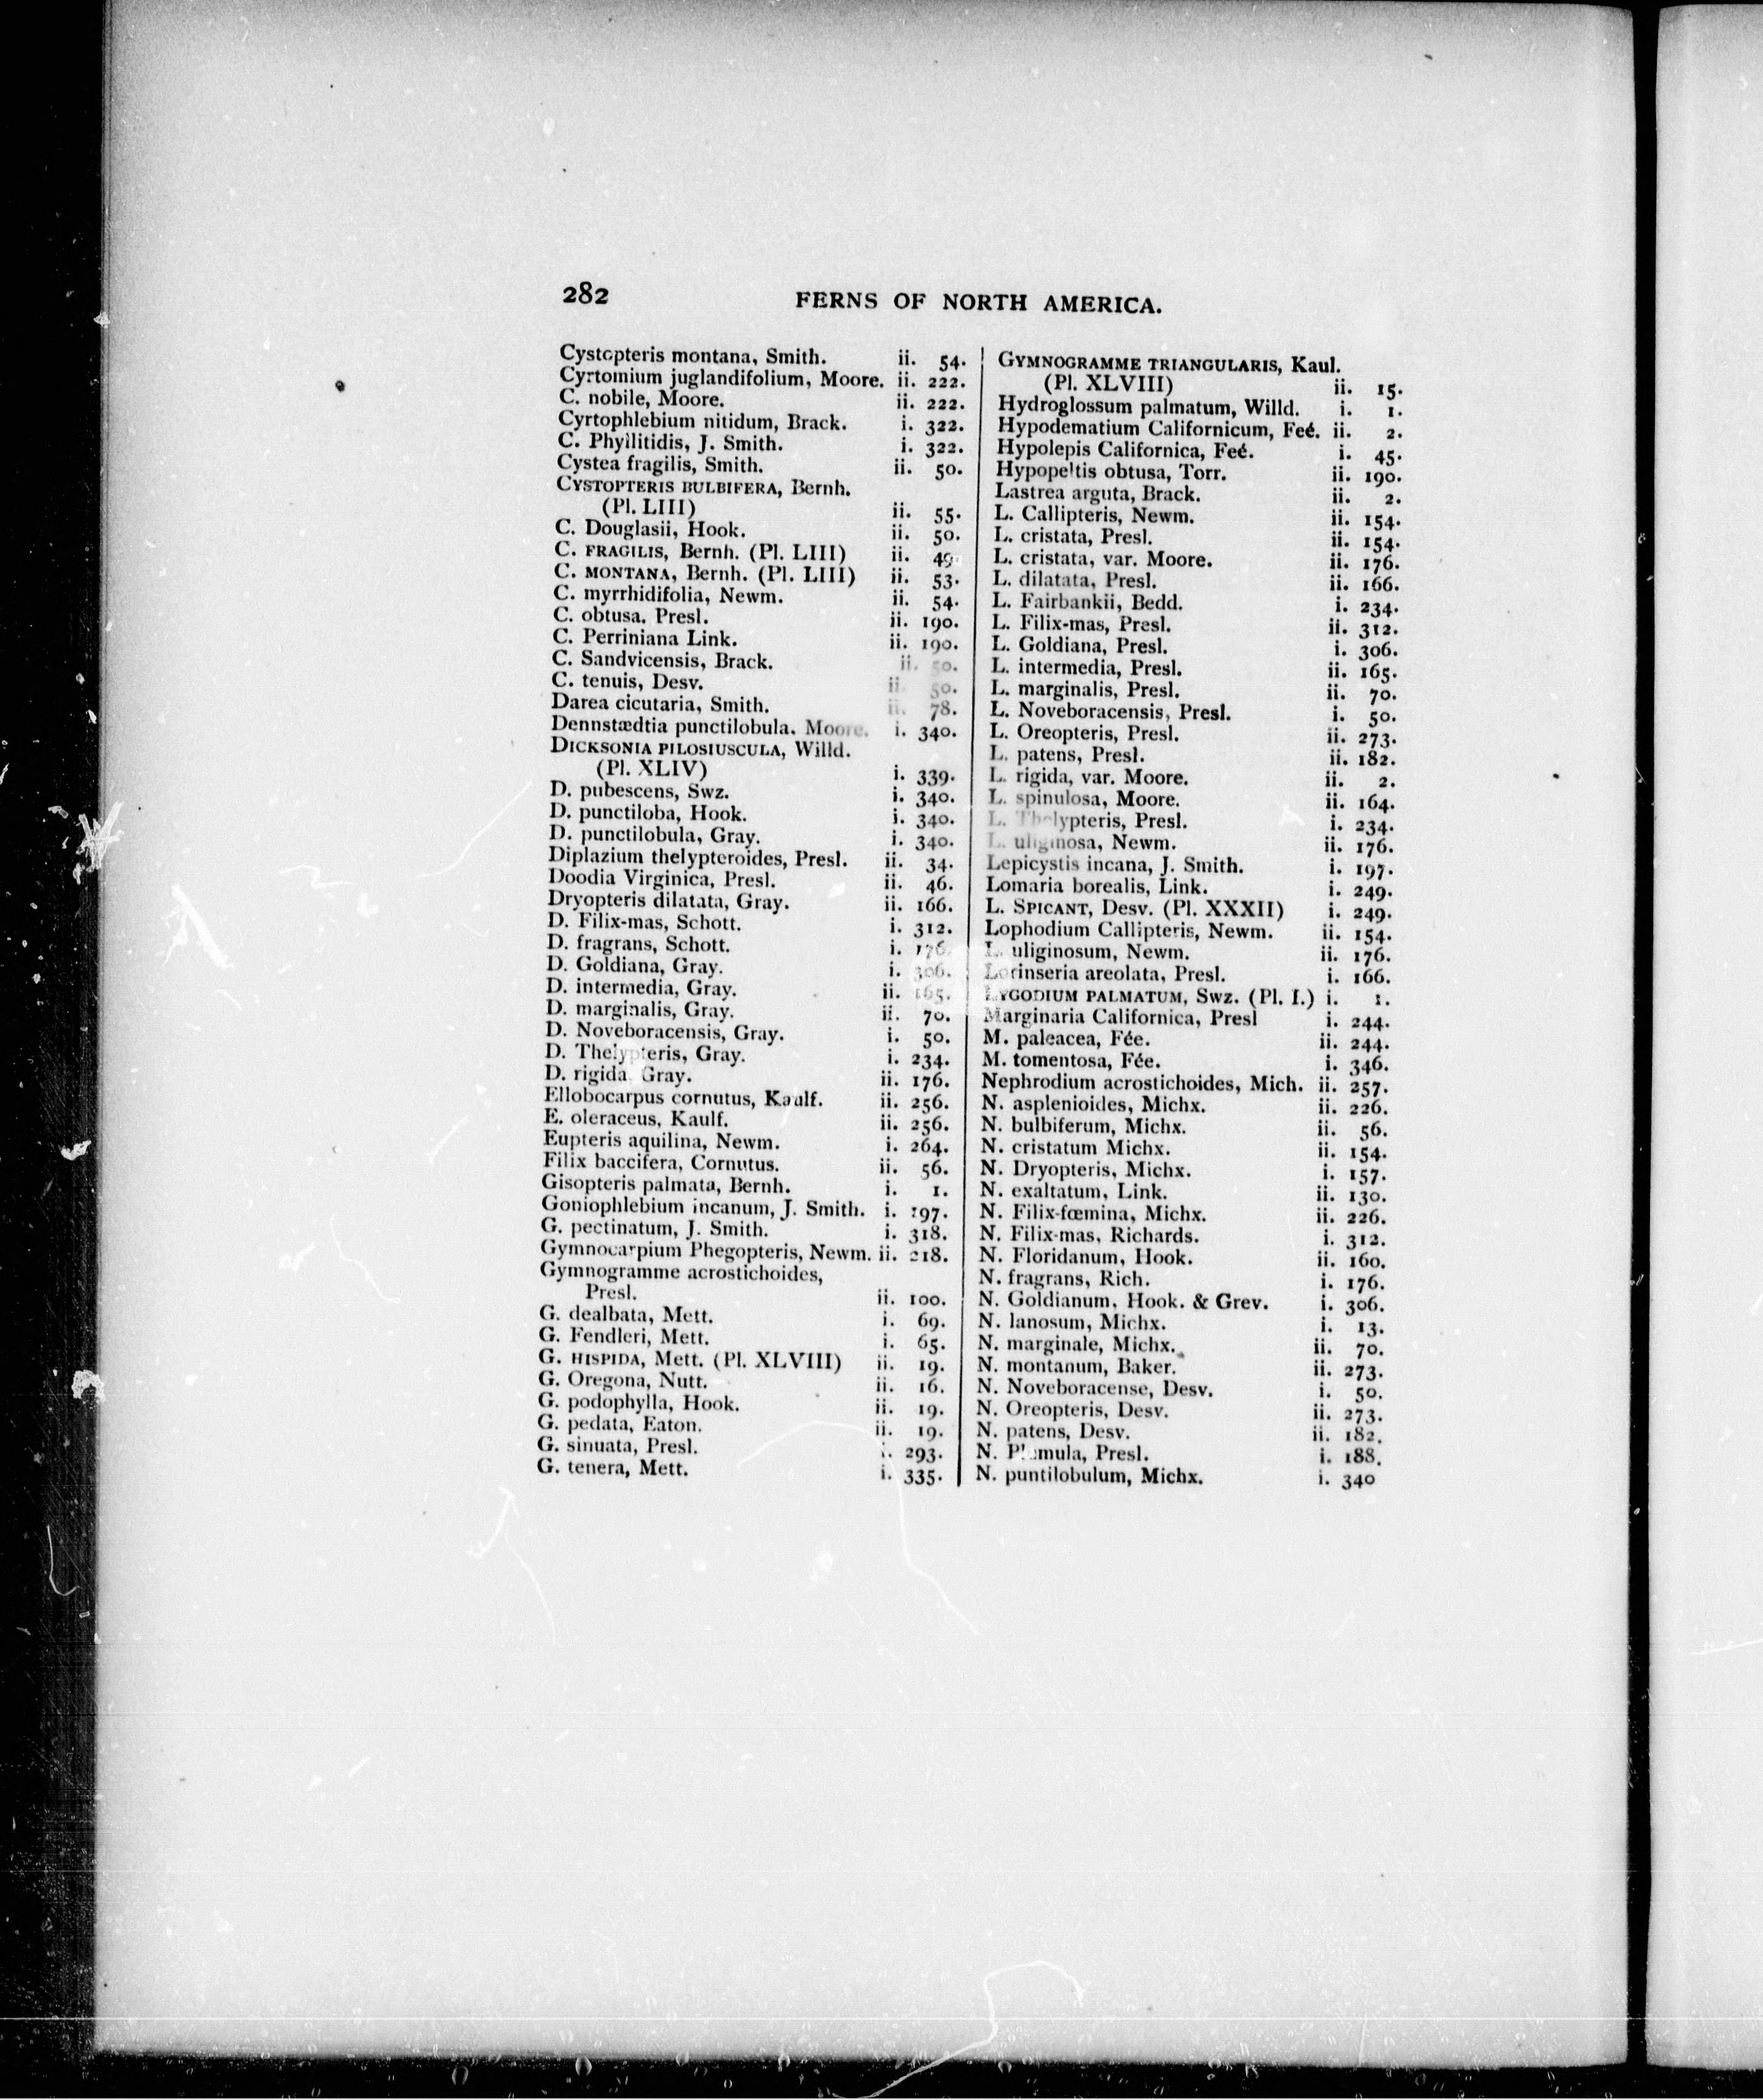 282
FERNS OF NORTH AMERICA.
Cystopteris montana, Smith. ii. 54.
Cyrtomium juglandifolium, Moore. ii. 222.
C. nobile, Moore. ii. 222.
Cyrtophlebium nitidum, Brack. i. 322.
C. Phyllitidis, J. Smith. i. 322.
Cystea fragilis, Smith. ii. 50.
CYSTOPTERIS BULBIFERA, Bernh.
(Pl. LIII) ii. 55.
C. Douglasii, Hook. ii. 50.
C. FRAGILIS, Bernh. (Pl. LIII) ii. 49
C. MONTANA, Bernh. (Pl. LIII) ii. 53.
C. myrrhidifolia, Newm. ii. 54.
C. obtusa. Presl. ii. 190.
C. Perriniana Link. ii. 190.
C. Sandvicensis, Brack. ii. 50.
C. tenuis, Desv. ii. 50.
Darea cicutaria, Smith. ii. 78.
Dennstædtia punctilobula. Moore. i. 340.
DICKSONIA PILOSIUSCULA, Willd.
(Pl. XLIV) i. 339.
D. pubescens, Swz. i. 340.
D. punctiloba, Hook. i. 340.
D. punctilobula, Gray. i. 340.
Diplazium thelypteroides, Presl. ii. 34.
Doodia Virginica, Presl. ii. 46.
Dryopteris dilatata, Gray. ii. 166.
D. Filix-mas, Schott. i. 312.
D. fragrans, Schott. i. 176.
D. Goldiana, Gray. i. 306.
D. intermedia, Gray. ii. 165.
D. marginalis, Gray. ii. 70.
D. Noveboracensis, Gray. i. 50.
D. Thelypteris, Gray. i. 234.
D. rigida, Gray. ii. 176.
Ellobocarpus cornutus, Kaulf. ii. 256.
E. oleraceus, Kaulf. ii. 256.
Eupteris aquilina, Newm. i. 264.
Filix baccifera, Cornutus. ii. 56.
Gisopteris palmata, Bernh. i. 1.
Goniophlebium incanum, J. Smith. i. 197.
G. pectinatum, J. Smith. i. 318.
Gymnocarpium Phegopteris, Newm. ii. 218.
Gymnogramme acrostichoides,
Presl. ii. 100.
G. dealbata, Mett. i. 69.
G. Fendleri, Mett. i. 65.
G. HISPIDA, Mett. (Pl. XLVIII) ii. 19.
G. Oregona, Nutt. ii. 16.
G. podophylla, Hook. ii. 19.
G. pedata, Eaton. ii. 19.
G. sinuata, Presl. i. 293.
G. tenera, Mett. i. 335.
GYMNOGRAMME TRIANGULARIS, Kaul.
(Pl. XLVIII) ii. 15.
Hydroglossum palmatum, Willd. i. 1.
Hypodematium Californicum, Feé. ii. 2.
Hypolepis Californica, Feé. i. 45.
Hypopeltis obtusa, Torr. ii. 190.
Lastrea arguta, Brack. ii. 2.
L. Callipteris, Newm. ii. 154.
L. cristata, Presl. ii. 154.
L. cristata, var. Moore. ii. 176.
L. dilatata, Presl. ii. 166.
L. Fairbankii, Bedd. i. 234.
L. Filix-mas, Presl. ii. 312.
L. Goldiana, Presl. i. 306.
L. intermedia, Presl. ii. 165.
L. marginalis, Presl. ii. 70.
L. Noveboracensis, Presl. i. 50.
L. Oreopteris, Presl. ii. 273.
L. patens, Presl. ii. 182.
L. rigida, var. Moore. ii. 2.
L. spinulosa, Moore. ii. 164.
L. Thelypteris, Presl. i. 234.
L. uliginosa, Newm. ii. 176.
Lepicystis incana, J. Smith. i. 197.
Lomaria borealis, Link. i. 249.
L. SPICANT, Desv. (Pl. XXXII) i. 249.
Lophodium Callipteris, Newm. ii. 154.
L. uliginosum, Newm. ii. 176.
Lorinseria areolata, Presl. i. 166.
LYGODIUM PALMATUM, Swz. (Pl. I.) i. 1.
Marginaria Californica, Presl i. 244.
M. paleacea, Fée. ii. 244.
M. tomentosa, Fée. i. 346.
Nephrodium acrostichoides, Mich. ii. 257.
N. asplenioides, Michx. ii. 226.
N. bulbiferum, Michx. ii. 56.
N. cristatum Michx. ii. 154.
N. Dryopteris, Michx. i. 157.
N. exaltatum, Link. ii. 130.
N. Filix-fœmina, Michx. ii. 226.
N. Filix-mas, Richards. i. 312.
N. Floridanum, Hook. ii. 160.
N. fragrans, Rich. i. 176.
N. Goldianum, Hook. & Grev. i. 306.
N. lanosum, Michx. i. 13.
N. marginale, Michx. ii. 70.
N. montanum, Baker. ii. 273.
N. Noveboracense, Desv. i. 50.
N. Oreopteris, Desv. ii. 273.
N. patens, Desv. ii. 182.
N. Plumula, Presl. i. 188.
N. puntilobulum, Michx. i. 340